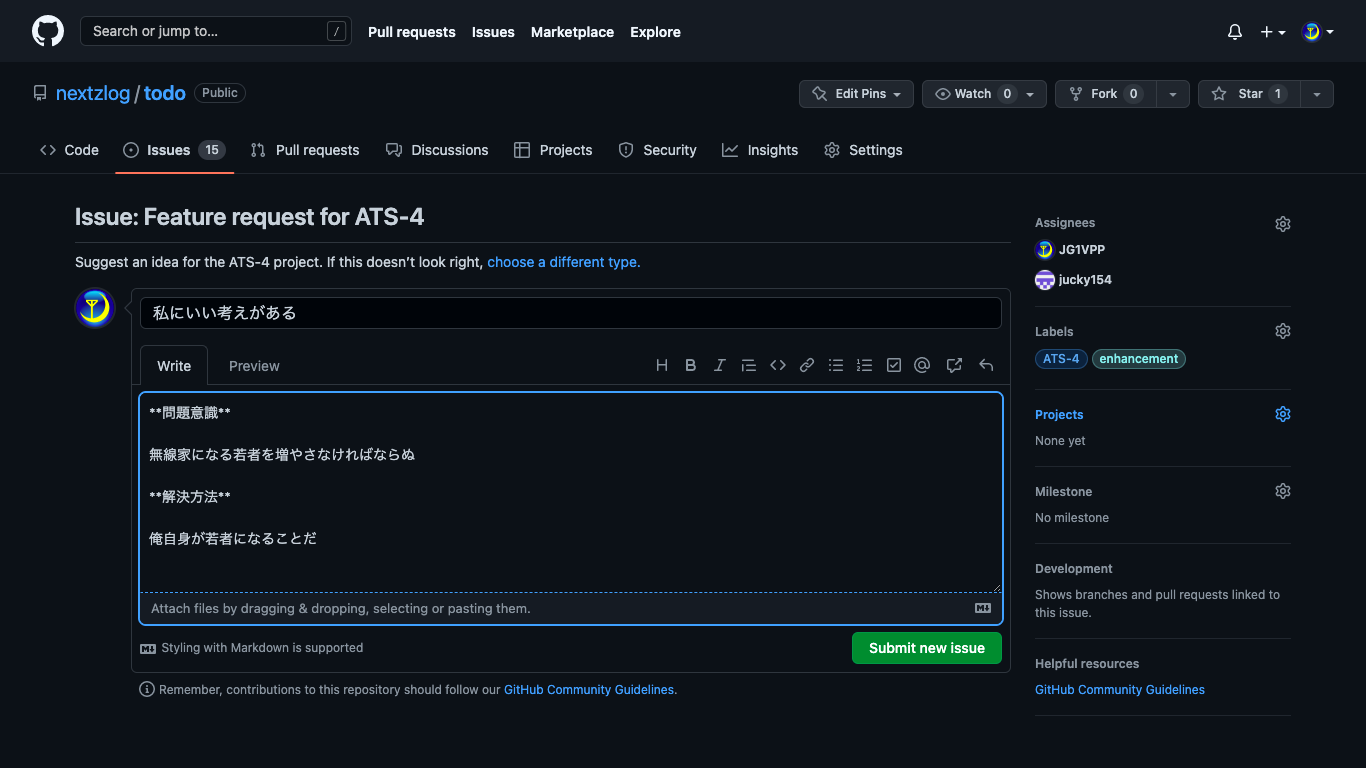 Search or jump to... /
Pull requests
Issues
Marketplace
Explore
nextzlog / todo Public
Edit Pins
Watch 0
Fork 0
Star 1
Code
Issues 15
Pull requests
Discussions
Projects
Security
Insights
Settings
Issue: Feature request for ATS-4
Suggest an idea for the ATS-4 project. If this doesn't look right, choose a different type.
私にいい考えがある
Write
Preview
**問題意識**
無線家になる若者を増やさなければならぬ
**解決方法**
俺自身が若者になることだ
Attach files by dragging & dropping, selecting or pasting them.
Styling with Markdown is supported
Submit new issue
Remember, contributions to this repository should follow our GitHub Community Guidelines.
Assignees
JG1VPP
jucky154
Labels
ATS-4
enhancement
Projects
None yet
Milestone
No milestone
Development
Shows branches and pull requests linked to
this issue.
Helpful resources
GitHub Community Guidelines